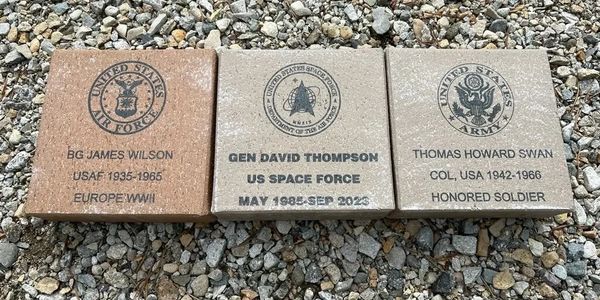 UNITED STATES
AIR FORCE
BG JAMES WILSON
USAF 1935-1965
EUROPE WWII
UNITED STATES SPACE FORCE
DEPARTMENT OF THE AIR FORCE
MMXIX
GEN DAVID THOMPSON
US SPACE FORCE
MAY 1985-SEP 2023
UNITED STATES
ARMY
THOMAS HOWARD SWAN
COL, USA 1942-1966
HONORED SOLDIER